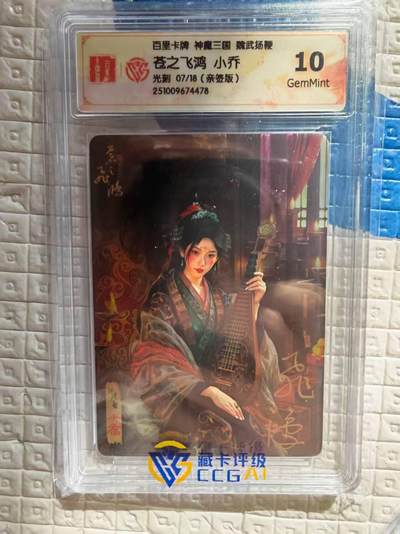 百里卡牌 神魔三国 魏武扬鞭
苍之飞鸿 小乔
光刻 07/18（亲签版）
251009674478
10
GemMint
藏卡评级
CCGAI